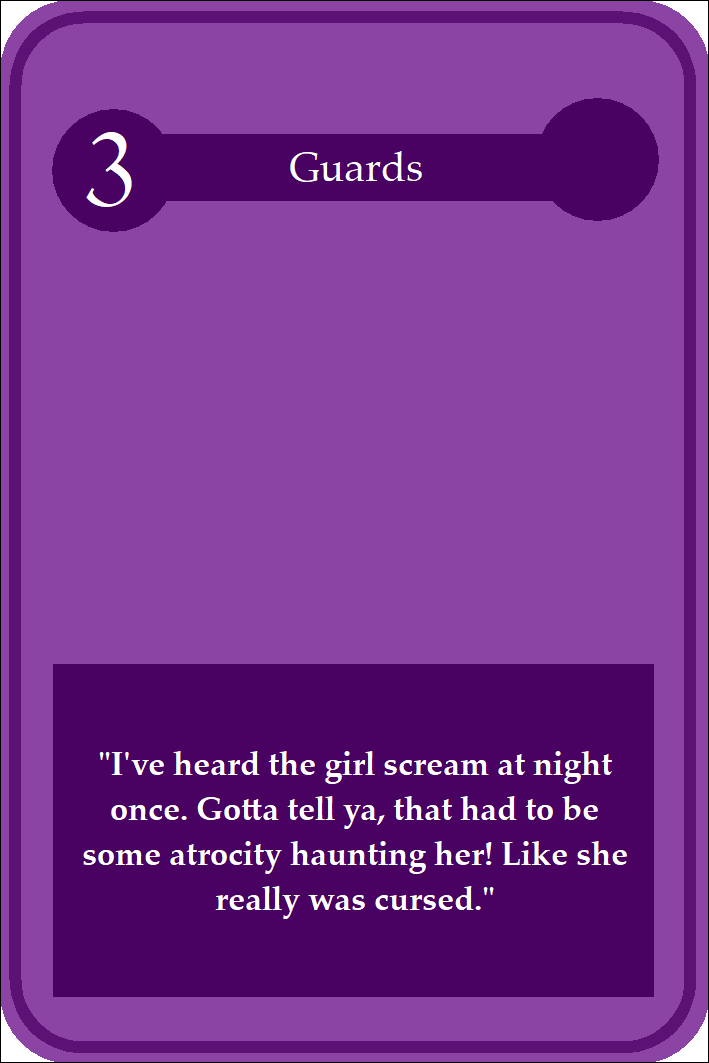 3
Guards
"I've heard the girl scream at night
once. Gotta tell ya, that had to be
some atrocity haunting her! Like she
really was cursed."